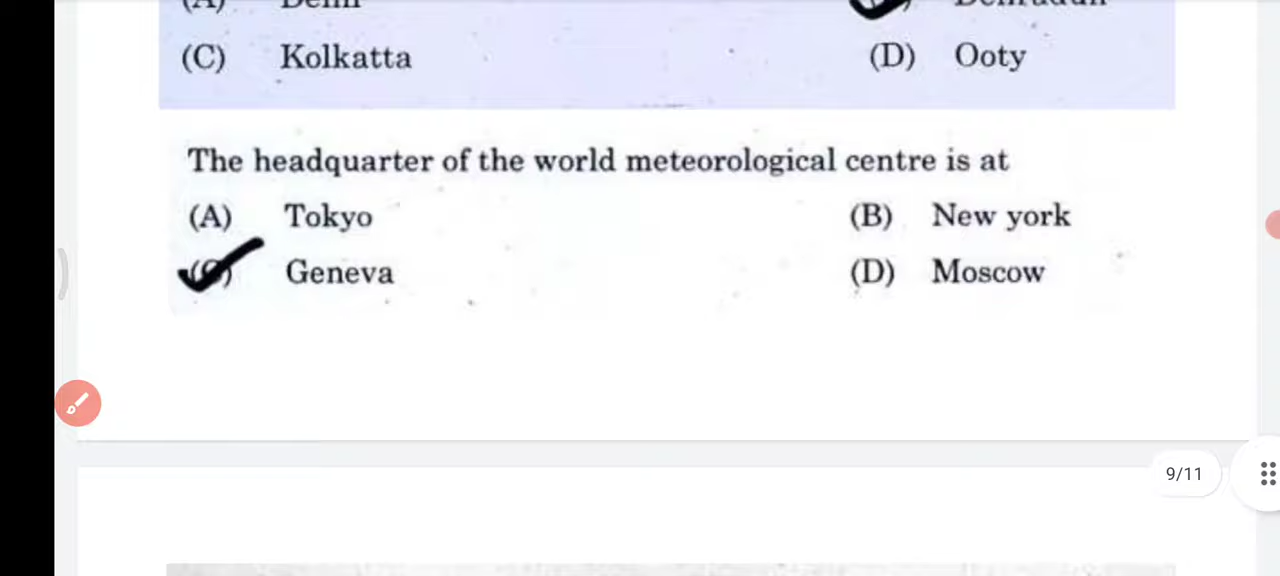 (C) Kolkatta (D) Ooty
The headquarter of the world meteorological centre is at
(A) Tokyo (B) New york
(C) Geneva (D) Moscow
9/11